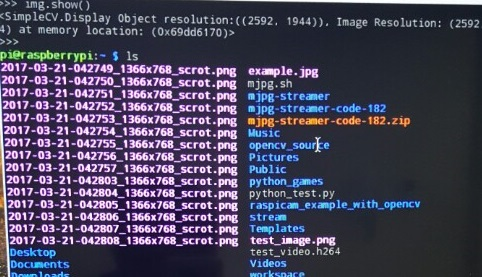 >>> img.show()
<SimpleCV.Display Object resolution:((2592, 1944)), Image Resolution: (2592
4) at memory location: (0x69dd6170)>
>>>
pi@raspberrypi:~ $ ls
2017-03-21-042749_1366x768_scrot.png example.jpg
2017-03-21-042750_1366x768_scrot.png mjpg.sh
2017-03-21-042751_1366x768_scrot.png mjpg-streamer
2017-03-21-042752_1366x768_scrot.png mjpg-streamer-code-182
2017-03-21-042753_1366x768_scrot.png mjpg-streamer-code-182.zip
2017-03-21-042754_1366x768_scrot.png Music
2017-03-21-042755_1366x768_scrot.png opencv_source
2017-03-21-042756_1366x768_scrot.png Pictures
2017-03-21-042757_1366x768_scrot.png Public
2017-03-21-042803_1366x768_scrot.png python_games
2017-03-21-042804_1366x768_scrot.png python_test.py
2017-03-21-042805_1366x768_scrot.png raspicam_example_with_opencv
2017-03-21-042806_1366x768_scrot.png stream
2017-03-21-042807_1366x768_scrot.png Templates
2017-03-21-042808_1366x768_scrot.png test_image.png
Desktop test_video.h264
Documents Videos
Downloads workspace